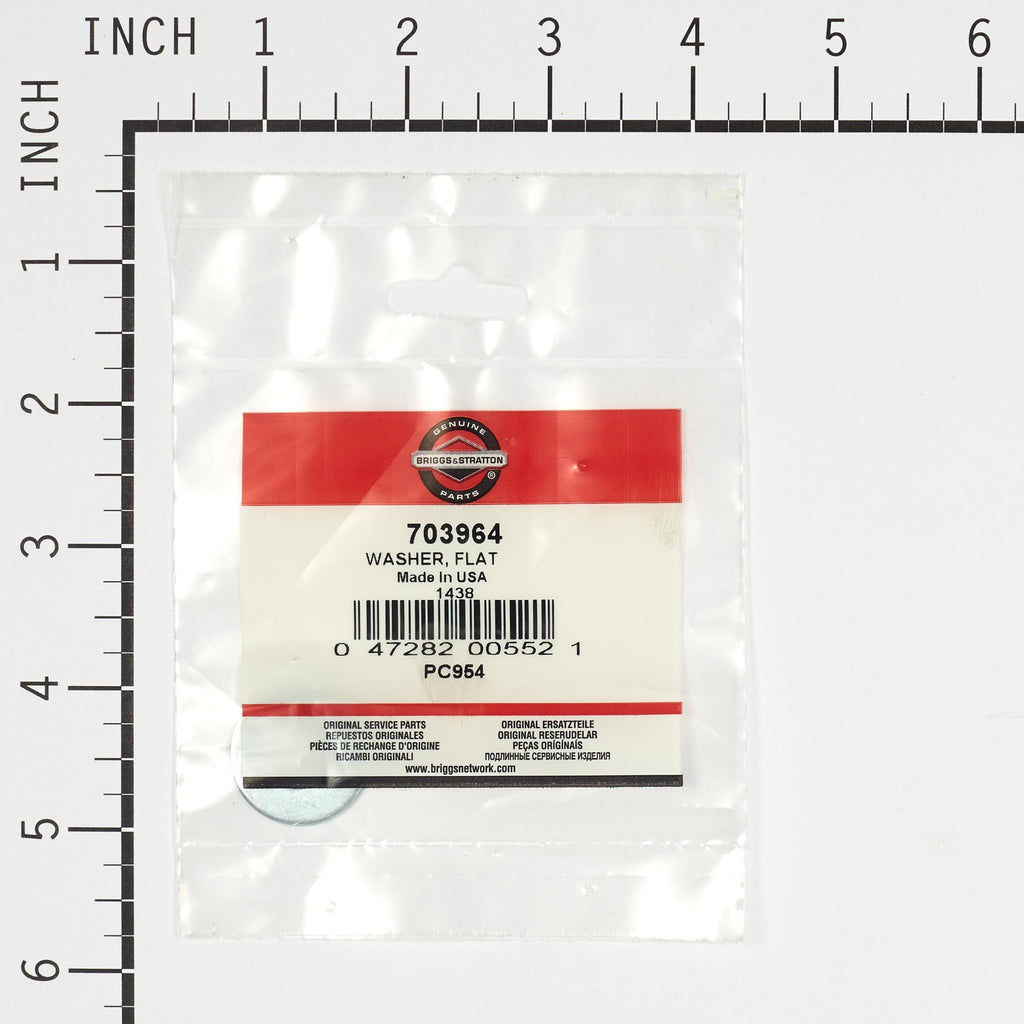 INCH 1 2 3 4 5 6
INCH
1
2
3
4
5
6
GENUINE
BRIGGS&STRATTON
®
PARTS
703964
WASHER, FLAT
Made In USA
1438
0 47282 00552 1
PC954
ORIGINAL SERVICE PARTS
REPUESTOS ORIGINALES
PIÈCES DE RECHANGE D'ORIGINE
RICAMBI ORIGINALI
ORIGINAL ERSATZTEILE
ORIGINAL RESERUDELAR
PEÇAS ORIGÍNAIS
ПОДЛИННЫЕ СЕРВИСНЫЕ ИЗДЕЛИЯ
www.briggsnetwork.com